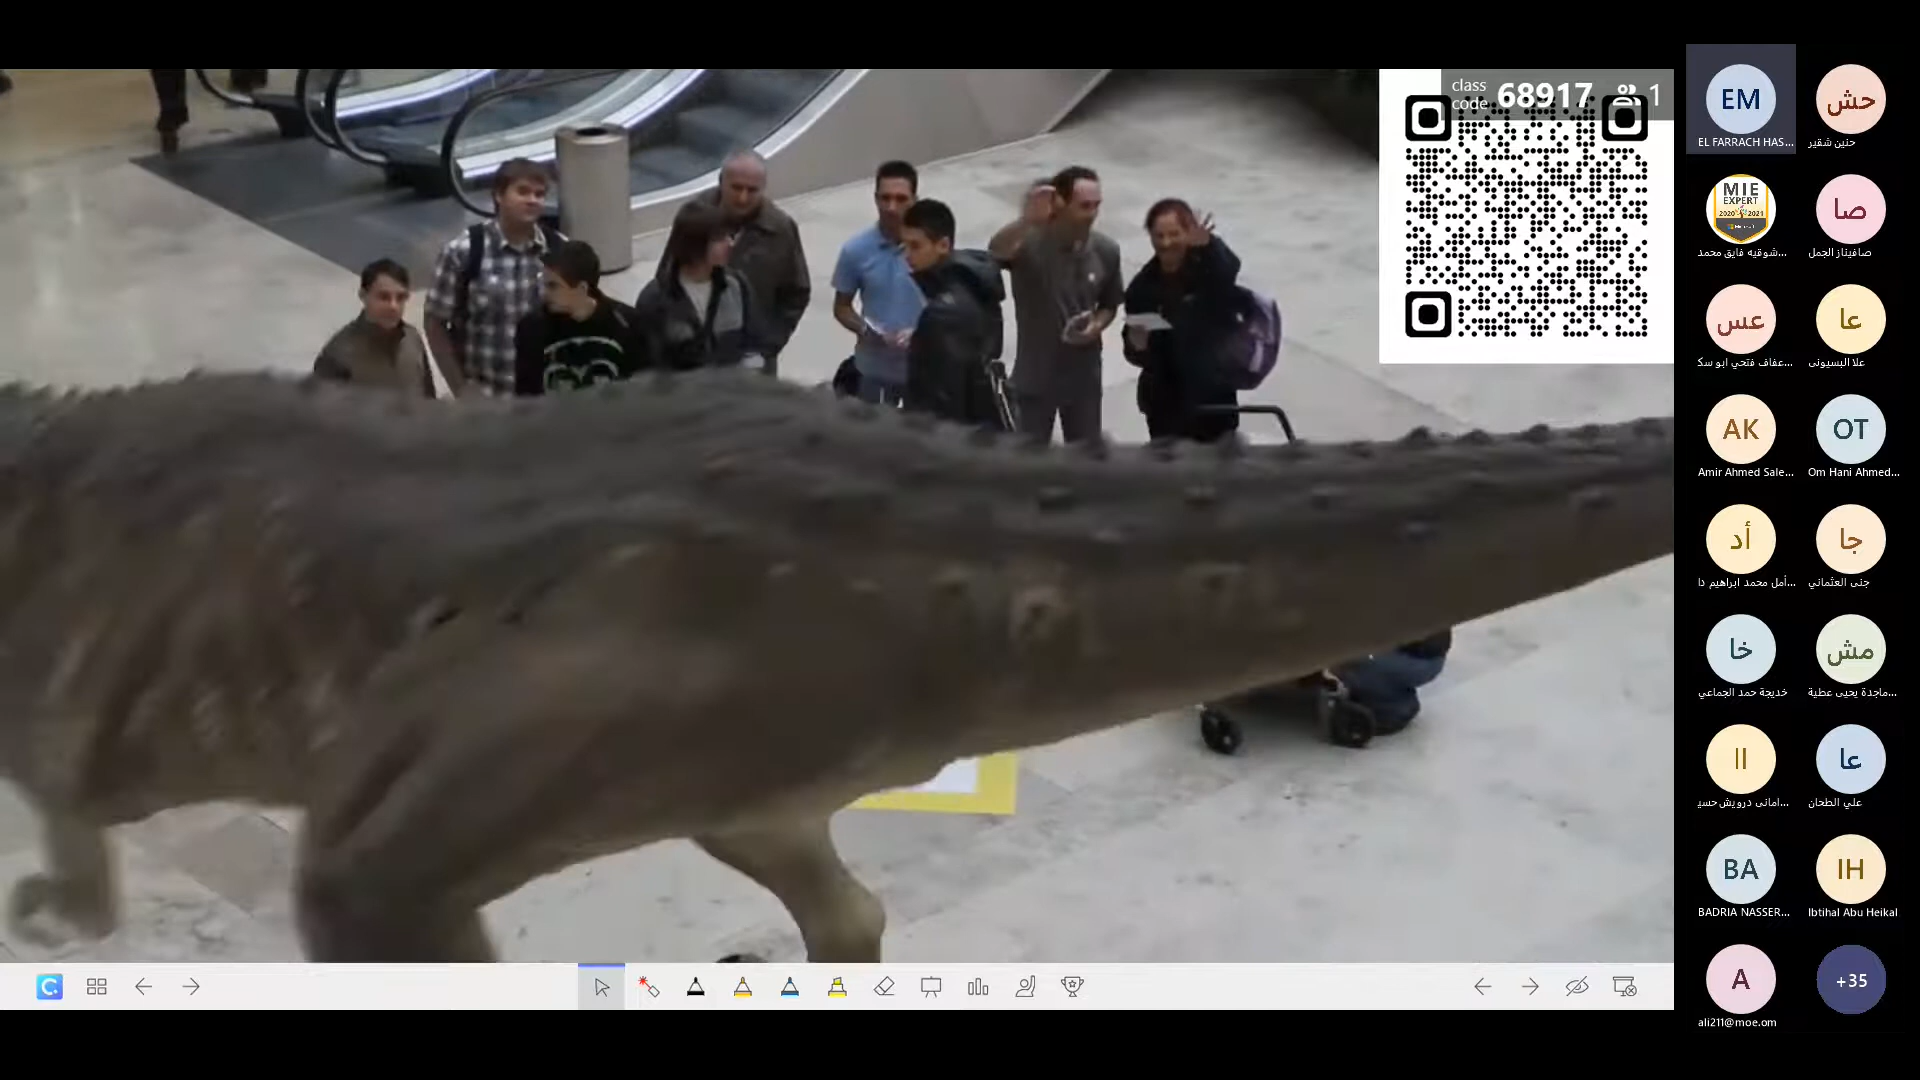 class
code 68917 1
EM
EL FARRACH HAS...
حش
حنين شقير
MIE
EXPERT
2020 2021
Microsoft
شوقيه فايق محمد...
صا
صافيناز الجمل
عس
عفاف فتحي ابو سك...
عا
علا البسيونى
AK
Amir Ahmed Sale...
OT
Om Hani Ahmed...
أد
أمل محمد ابراهيم دا...
جا
جنى العثماني
خا
خديجة حمد الجماعي
مش
ماجدة يحيى عطية...
اا
امانى درويش حسي...
عا
علي الطحان
BA
BADRIA NASSER...
IH
Ibtihal Abu Heikal
A
ali211@moe.om
+35